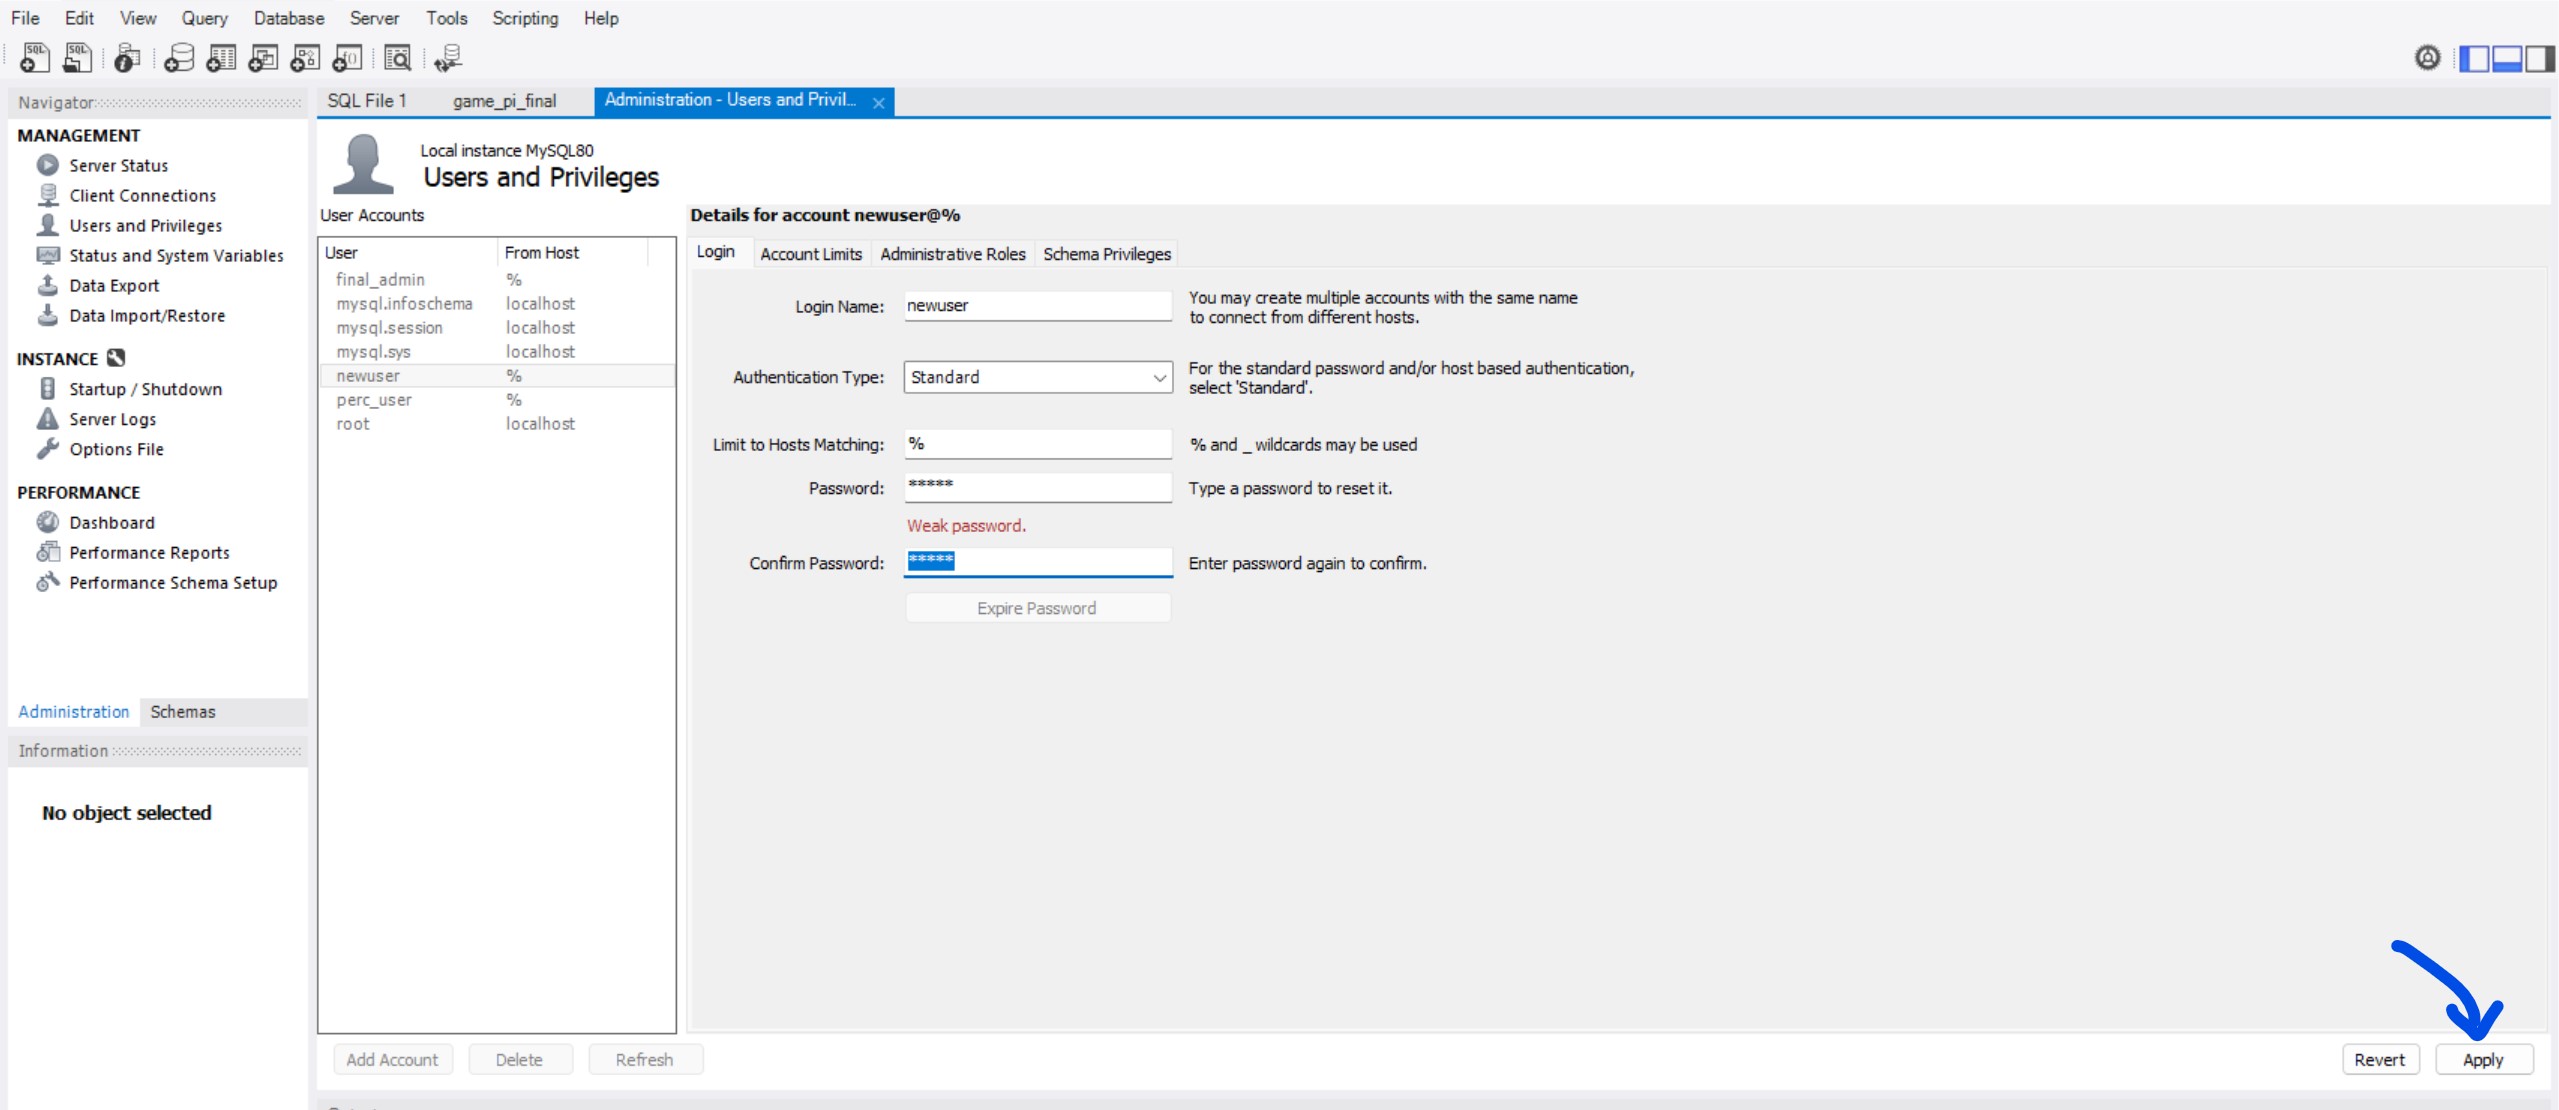 File Edit View Query Database Server Tools Scripting Help
Navigator
MANAGEMENT
Server Status
Client Connections
Users and Privileges
Status and System Variables
Data Export
Data Import/Restore
INSTANCE
Startup / Shutdown
Server Logs
Options File
PERFORMANCE
Dashboard
Performance Reports
Performance Schema Setup
Administration Schemas
Information
No object selected
SQL File 1 game_pi_final Administration - Users and Privil...
Local instance MySQL80
Users and Privileges
User Accounts
User From Host
final_admin %
mysql.infoschema localhost
mysql.session localhost
mysql.sys localhost
newuser %
perc_user %
root localhost
Add Account Delete Refresh
Details for account newuser@%
Login Account Limits Administrative Roles Schema Privileges
Login Name: newuser You may create multiple accounts with the same name
to connect from different hosts.
Authentication Type: Standard For the standard password and/or host based authentication,
select 'Standard'.
Limit to Hosts Matching: % % and _ wildcards may be used
Password: ***** Type a password to reset it.
Weak password.
Confirm Password: ***** Enter password again to confirm.
Expire Password
Revert Apply